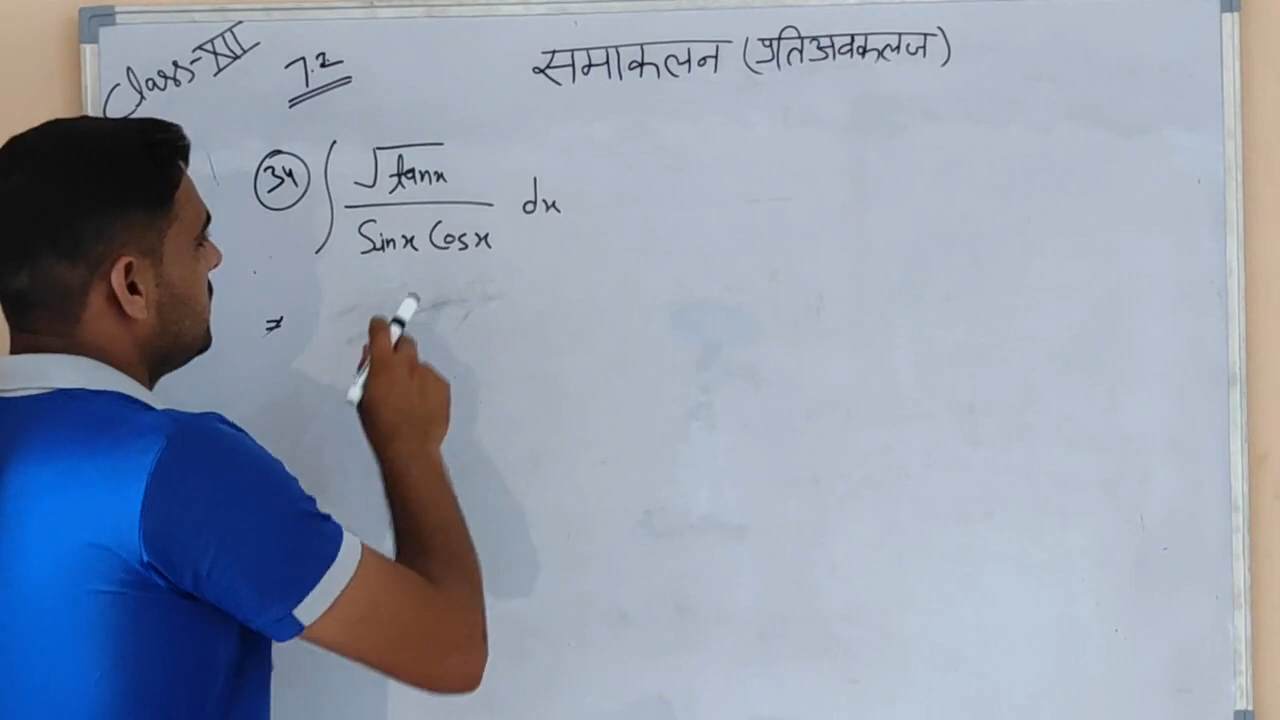 Class-XII 7.2 समाकलन (प्रतिअवकलज)
(34) ∫ √tanx / Sinx Cosx dx
=